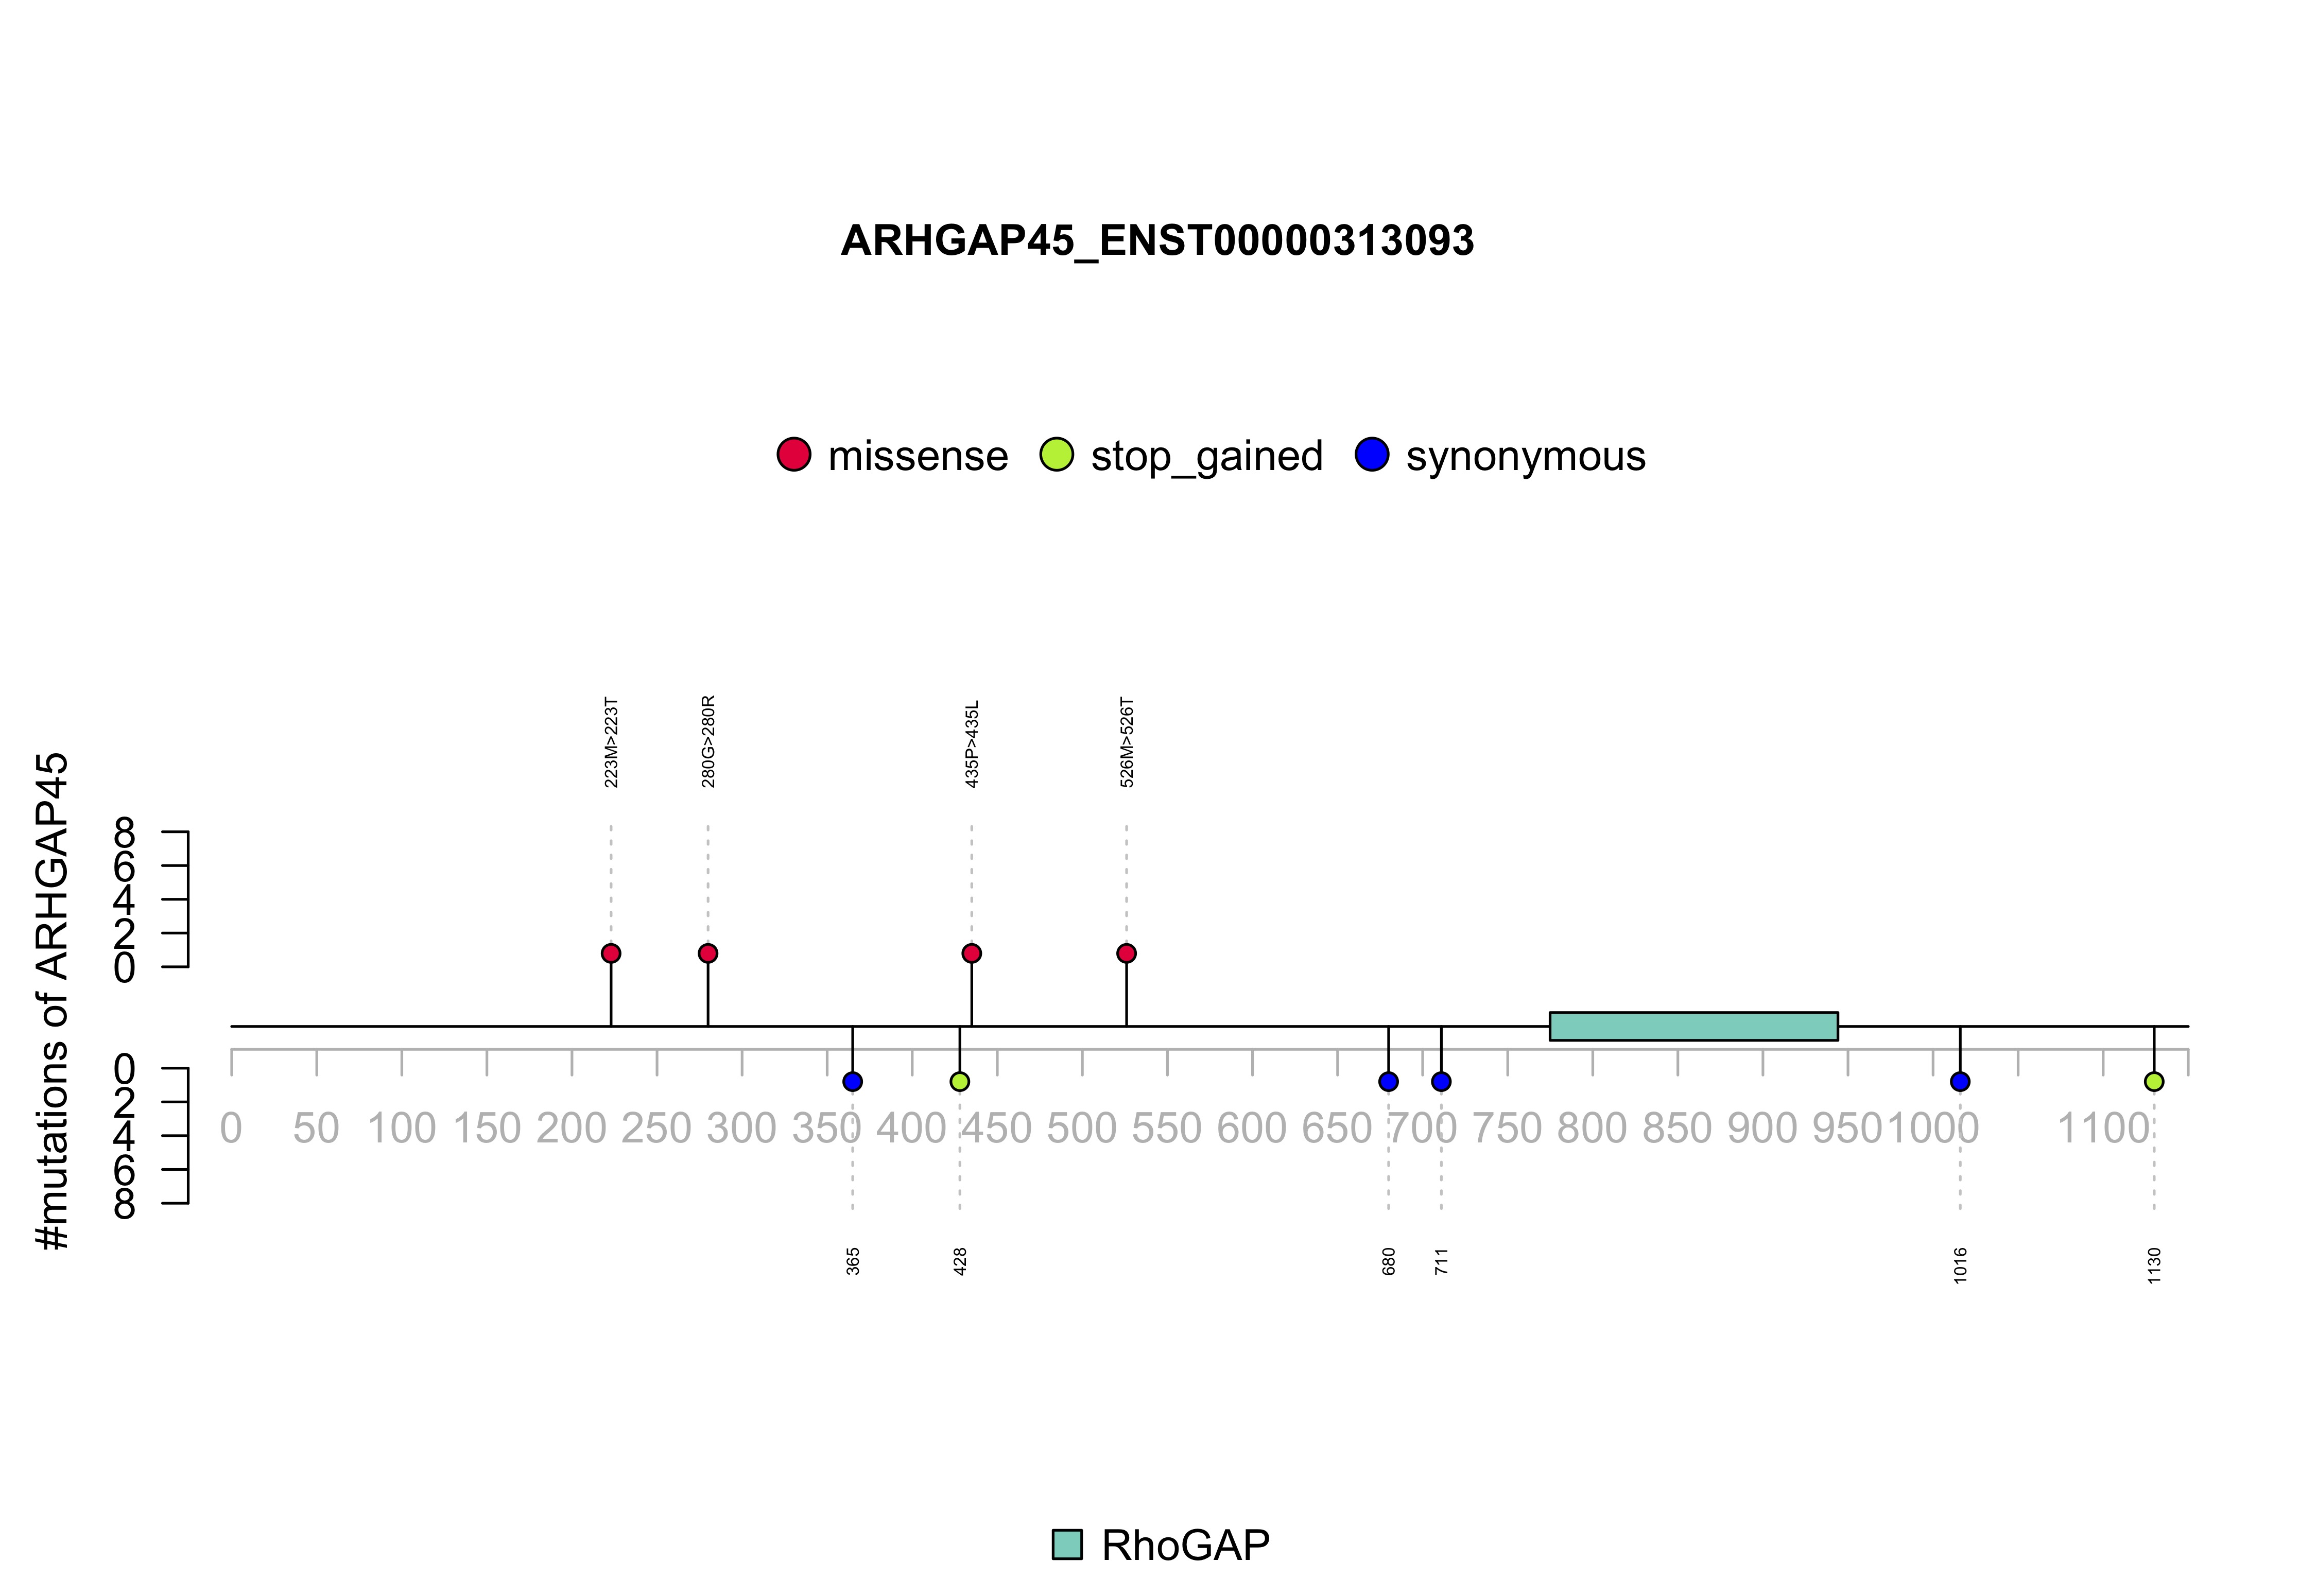 ARHGAP45_ENST00000313093
missense stop_gained synonymous
223M>223T
280G>280R
435P>435L
526M>526T
#mutations of ARHGAP45
8
6
4
2
0
0
2
4
6
8
0 50 100 150 200 250 300 350 400 450 500 550 600 650 700 750 800 850 900 950 1000 1100
365
428
680
711
1016
1130
RhoGAP